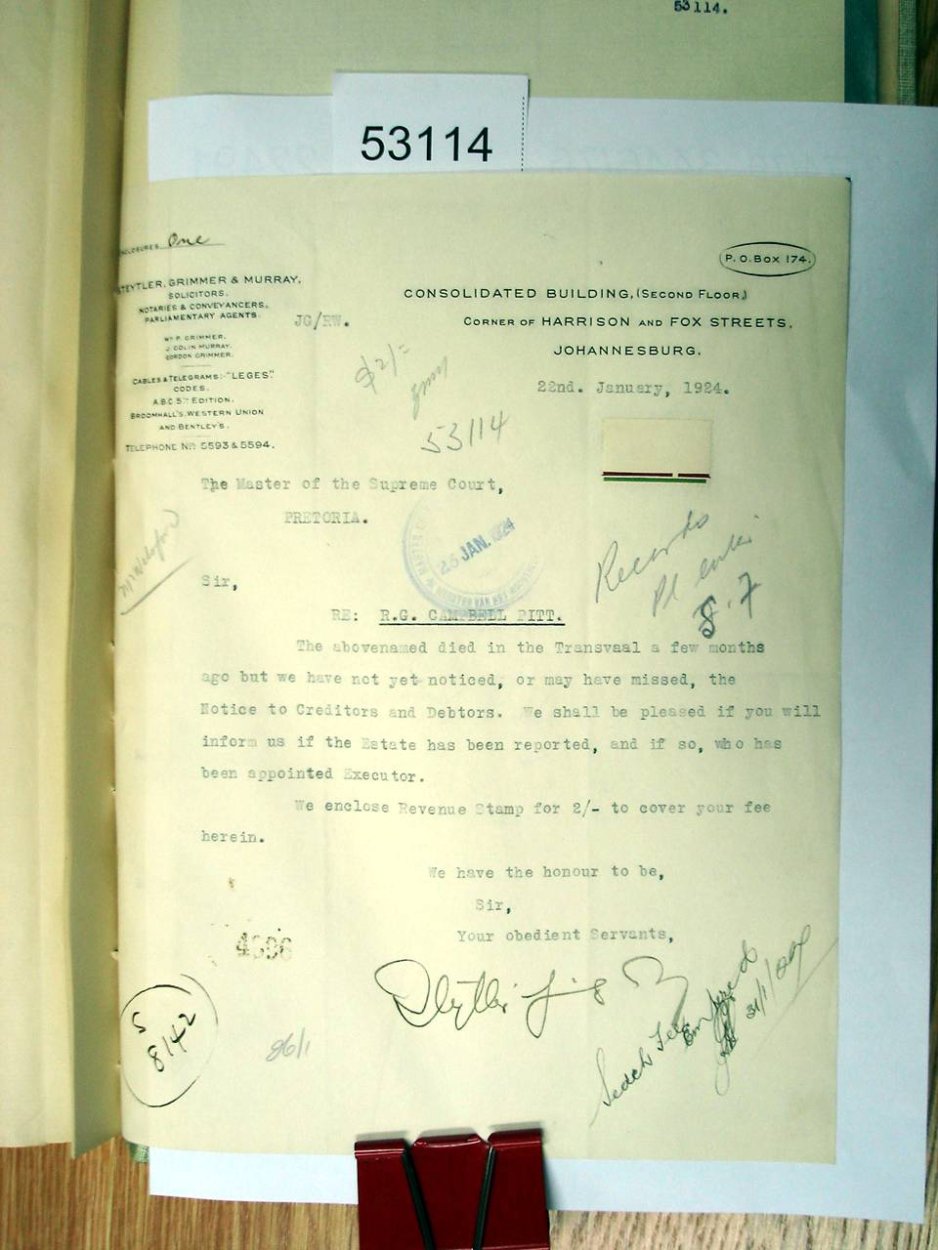 53114.
53114
One
P.O.Box 174.
STEYTLER, GRIMMER & MURRAY,
SOLICITORS,
NOTARIES & CONVEYANCERS,
PARLIAMENTARY AGENTS.
Wm P. GRIMMER.
J. COLIN MURRAY.
GORDON GRIMMER.
CABLES & TELEGRAMS:- "LEGES".
CODES.
A.B.C 5TH EDITION.
BROOMHALL'S, WESTERN UNION
AND BENTLEY'S.
TELEPHONE Nos 5593 & 5594.
JG/RW.
CONSOLIDATED BUILDING, (SECOND FLOOR,)
CORNER OF HARRISON AND FOX STREETS,
JOHANNESBURG.
22nd. January, 1924.
53114
The Master of the Supreme Court,
PRETORIA.
JAN. 1924
Records
Sir,
RE: R.G. CAMPBELL PITT.
The abovenamed died in the Transvaal a few months
ago but we have not yet noticed, or may have missed, the
Notice to Creditors and Debtors. We shall be pleased if you will
inform us if the Estate has been reported, and if so, who has
been appointed Executor.
We enclose Revenue Stamp for 2/- to cover your fee
herein.
We have the honour to be,
Sir,
Your obedient Servants,
S
8142